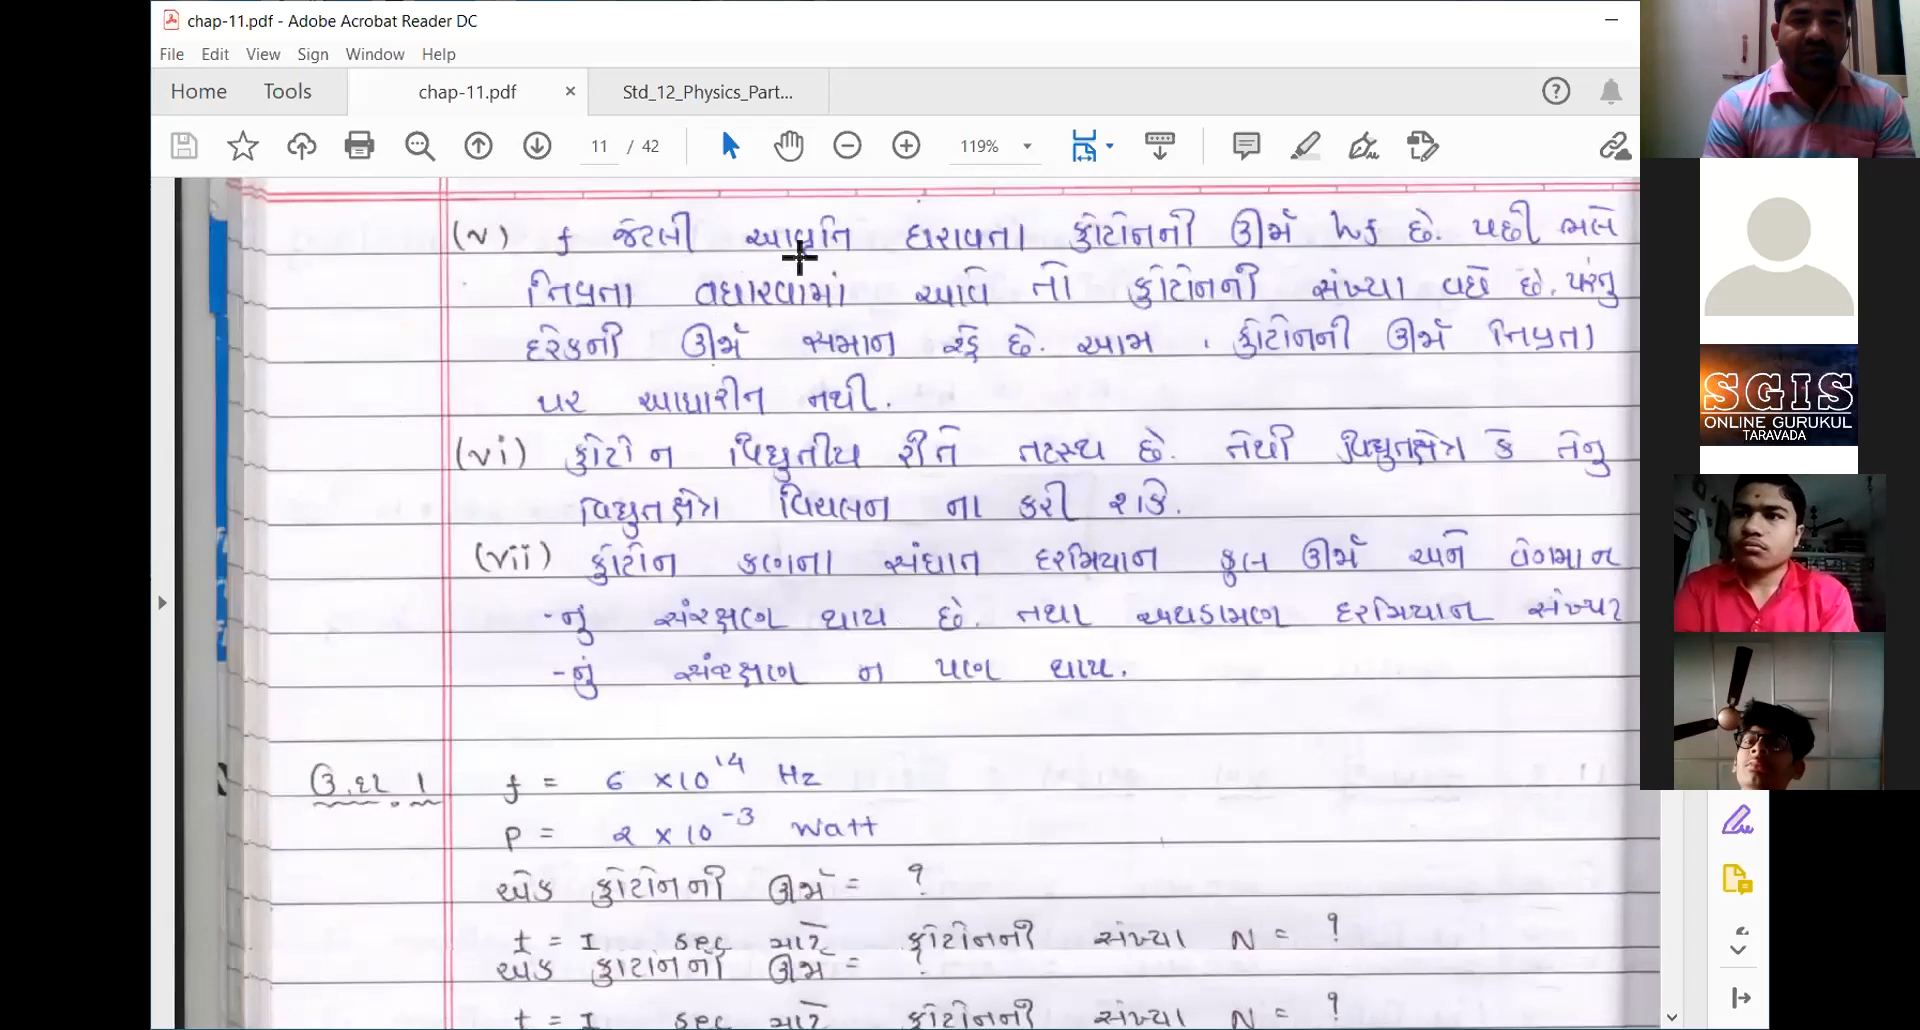 chap-11.pdf - Adobe Acrobat Reader DC
File Edit View Sign Window Help
Home Tools chap-11.pdf × Std_12_Physics_Part...
11 / 42 119%
(v) f જેટલી આવૃતિ ધરાવતા ફોટોનની ઊર્જા hf છે. પછી ભલે
તિવ્રતા વધારવામાં આવે તો ફોટોનની સંખ્યા વધે છે. પરંતુ
દરેકની ઊર્જા સમાન રહે છે. આમ, ફોટોનની ઊર્જા તિવ્રતા
પર આધારીત નથી.
(vi) ફોટોન વિદ્યુતીય રીતે તટસ્થ છે. તેથી વિદ્યુતક્ષેત્ર કે તેનુ
વિદ્યુતક્ષેત્ર વિચલન ના કરી શકે.
(vii) ફોટોન કણના સંઘાત દરમિયાન કુલ ઊર્જા અને વેગમાન
-નું સંરક્ષણ થાય છે. તથા અથડામણ દરમિયાન સંખ્યા
-નું સંરક્ષણ ન પણ થાય.
ઉ.દા. 1 f = 6 ×10¹⁴ Hz
P = 2 × 10⁻³ Watt
એક ફોટોનની ઊર્જા = ?
t = 1 sec માટે ફોટોનની સંખ્યા N = ?
એક ફોટોનની ઊર્જા = ?
t = 1 sec માટે ફોટોનની સંખ્યા N = ?
SGIS
ONLINE GURUKUL
TARAVADA